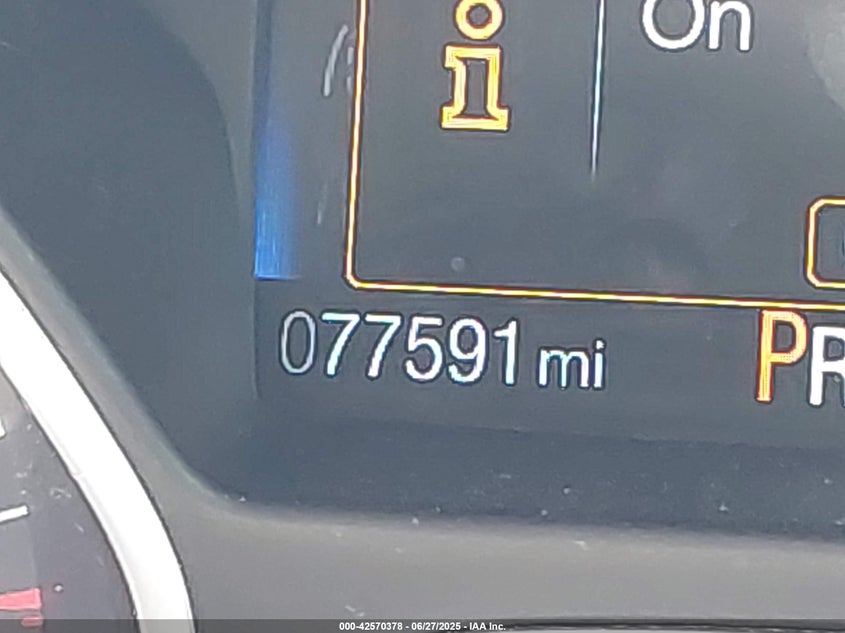 On
077591 mi
PR
000-42570378 - 06/27/2025 - IAA Inc.